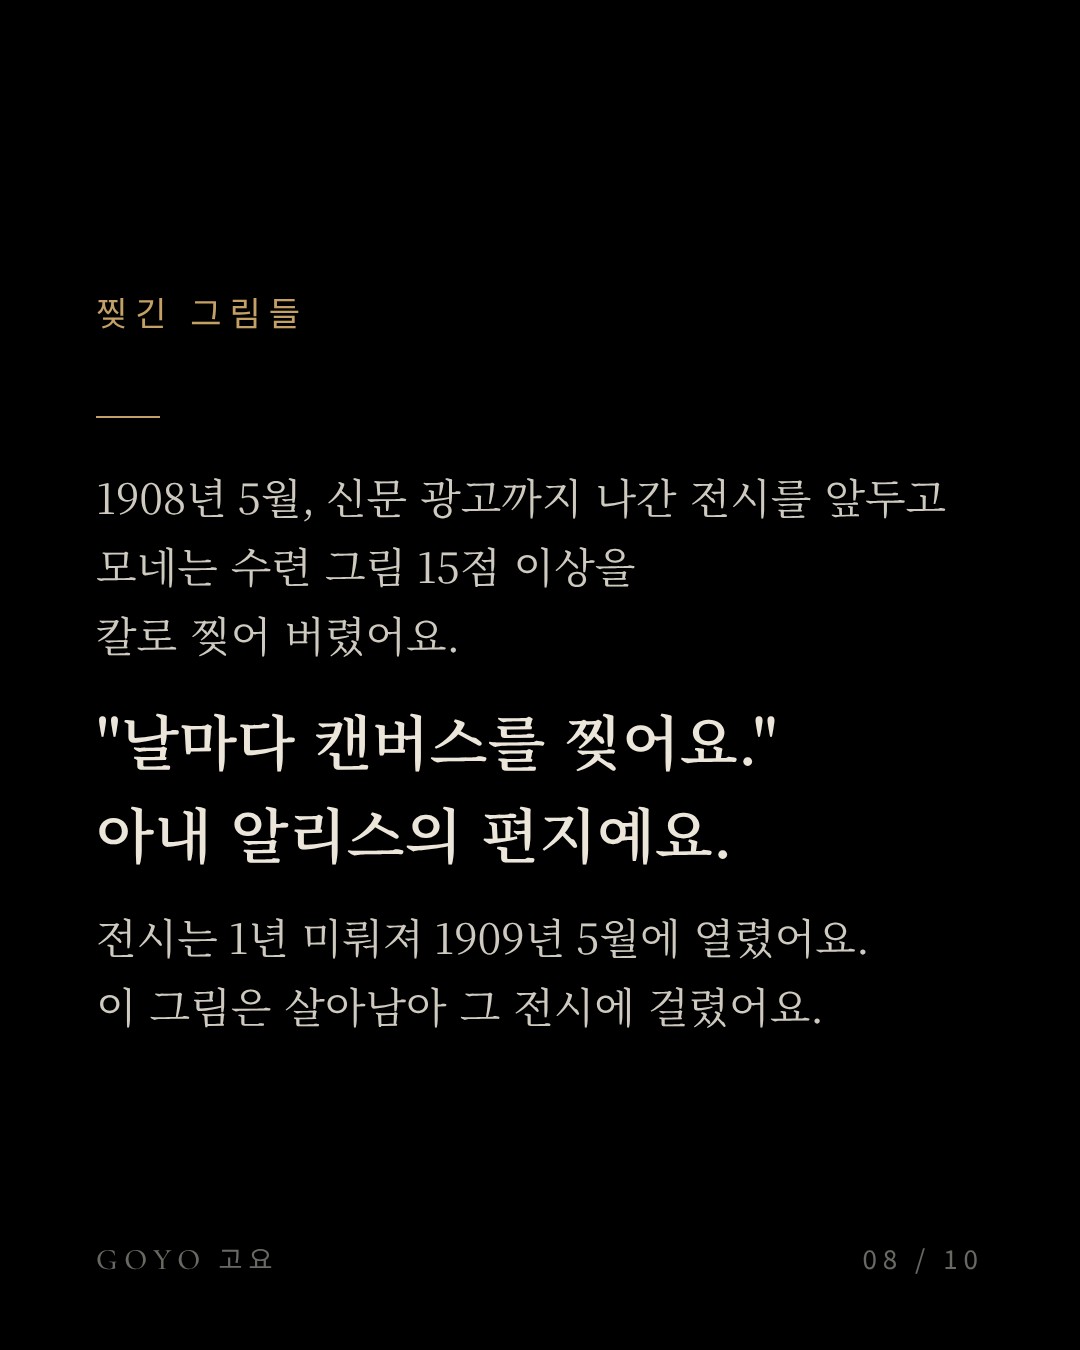 찢긴 그림들
1908년 5월, 신문 광고까지 나간 전시를 앞두고
모네는 수련 그림 15점 이상을
칼로 찢어 버렸어요.
"날마다 캔버스를 찢어요."
아내 알리스의 편지예요.
전시는 1년 미뤄져 1909년 5월에 열렸어요.
이 그림은 살아남아 그 전시에 걸렸어요.
GOYO 고요
08 / 10